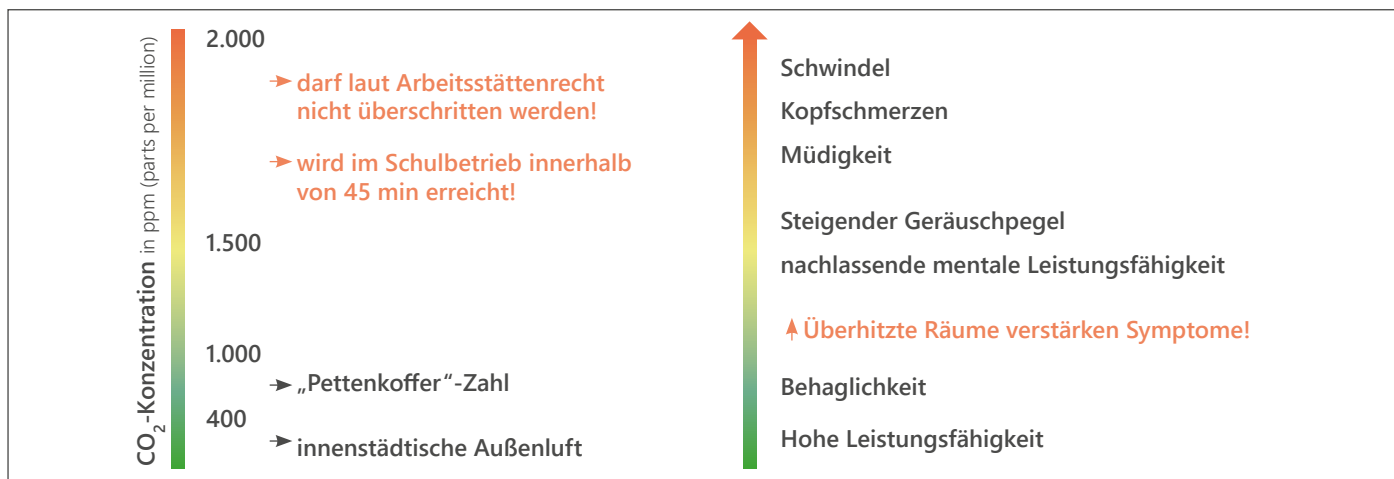 CO₂-Konzentration in ppm (parts per million)
2.000
darf laut Arbeitsstättenrecht
nicht überschritten werden!
wird im Schulbetrieb innerhalb
von 45 min erreicht!
1.500
1.000
„Pettenkoffer“-Zahl
400
innenstädtische Außenluft
Schwindel
Kopfschmerzen
Müdigkeit
Steigender Geräuschpegel
nachlassende mentale Leistungsfähigkeit
Überhitzte Räume verstärken Symptome!
Behaglichkeit
Hohe Leistungsfähigkeit